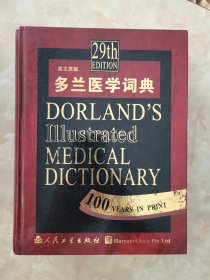 29th
EDITION
英文原版
多兰医学词典
DORLAND'S
Illustrated
MEDICAL
DICTIONARY
100 YEARS IN PRINT
人民卫生出版社 Harcourt Asia Pte Ltd